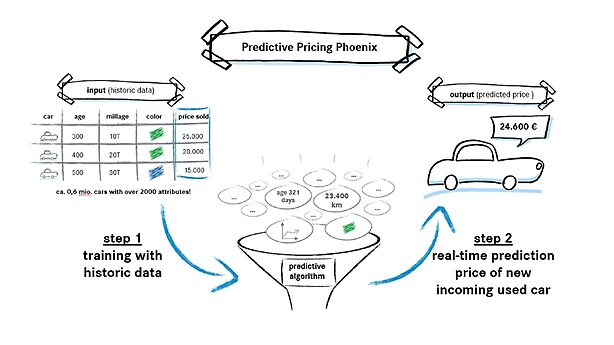 Predictive Pricing Phoenix
input (historic data)
car age millage color price sold
300 10T 25.000
400 20T 20.000
500 30T 15.000
ca. 0,6 mio. cars with over 2000 attributes!
output (predicted price )
24.600 €
...
...
...
...
...
...
...
age 321
days
23.400
km
predictive
algorithm
step 1
training with
historic data
step 2
real-time prediction
price of new
incoming used car